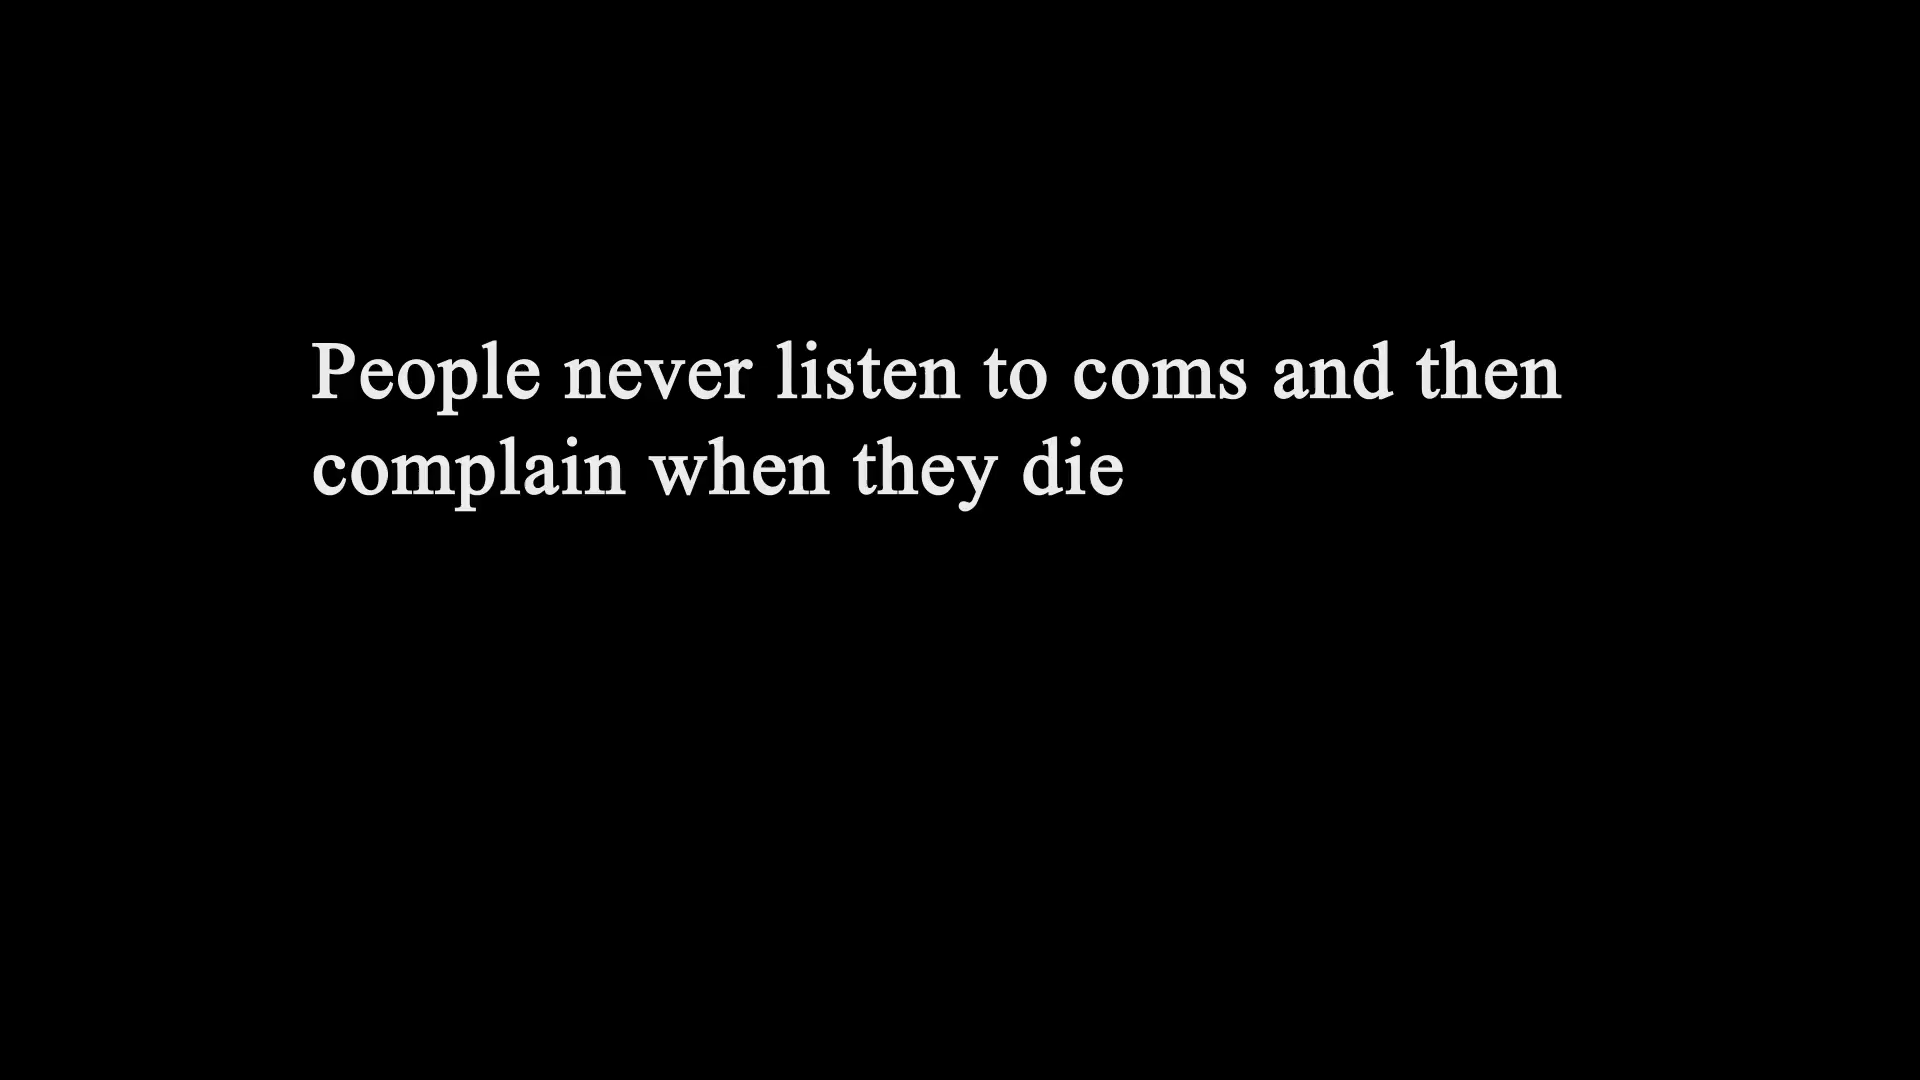 People never listen to coms and then
complain when they die